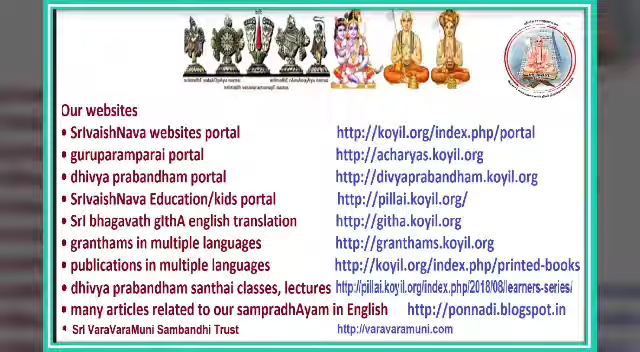 Our websites
• SrIvaishNava websites portal http://koyil.org/index.php/portal
• guruparamparai portal http://acharyas.koyil.org
• dhivya prabandham portal http://divyaprabandham.koyil.org
• SrIvaishNava Education/kids portal http://pillai.koyil.org/
• SrI bhagavath gIthA english translation http://githa.koyil.org
• granthams in multiple languages http://granthams.koyil.org
• publications in multiple languages http://koyil.org/index.php/printed-books
• dhivya prabandham santhai classes, lectures http://pillai.koyil.org/index.php/2018/08/learners-series/
• many articles related to our sampradhAyam in English http://ponnadi.blogspot.in
* SrI VaraVaraMuni Sambandhi Trust http://varavaramuni.com